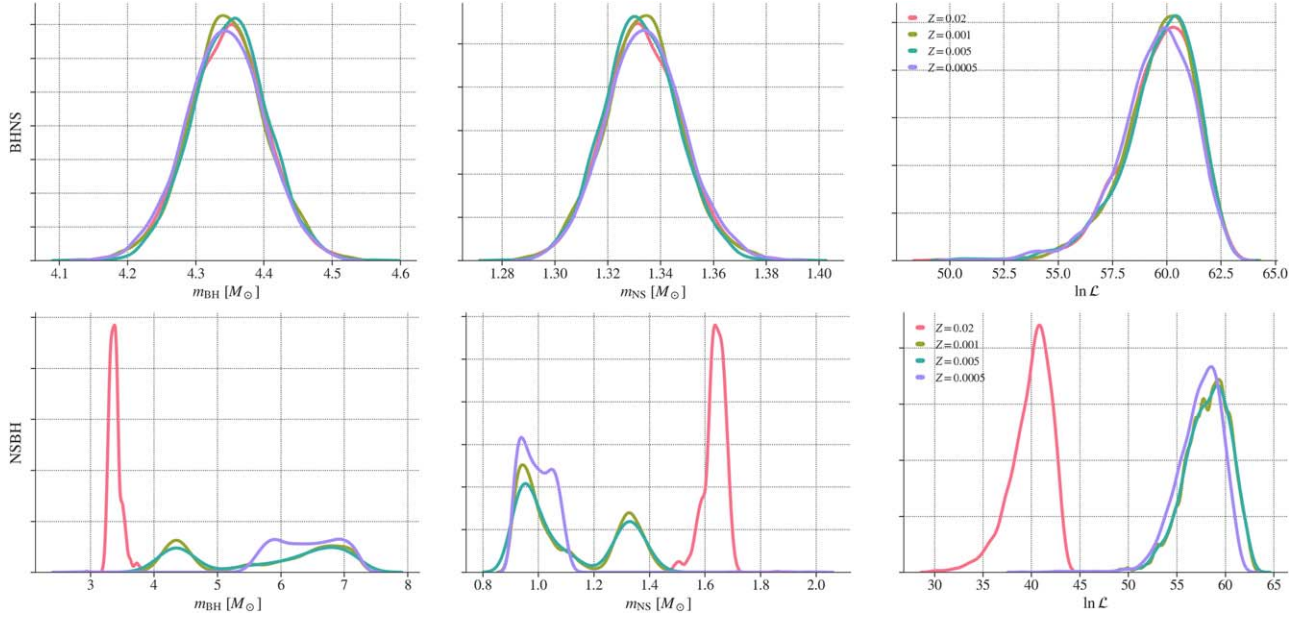 BHNS
4.1 4.2 4.3 4.4 4.5 4.6
m_BH [M_⊙]
1.28 1.30 1.32 1.34 1.36 1.38 1.40
m_NS [M_⊙]
Z = 0.02
Z = 0.001
Z = 0.005
Z = 0.0005
50.0 52.5 55.0 57.5 60.0 62.5 65.0
ln ℒ
NSBH
3 4 5 6 7 8
m_BH [M_⊙]
0.8 1.0 1.2 1.4 1.6 1.8 2.0
m_NS [M_⊙]
Z = 0.02
Z = 0.001
Z = 0.005
Z = 0.0005
30 35 40 45 50 55 60 65
ln ℒ